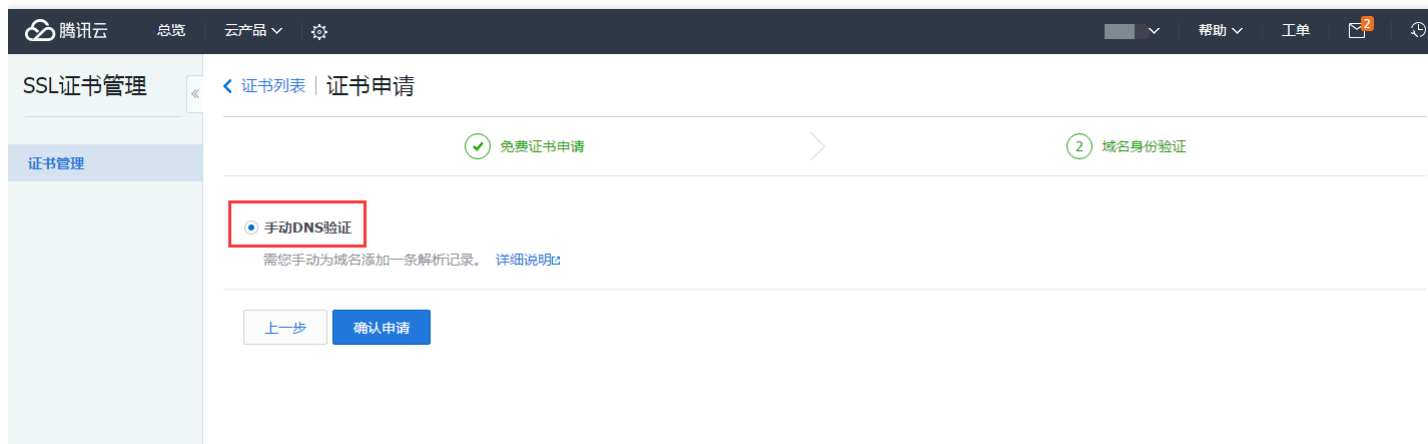 腾讯云 总览 云产品 帮助 工单 2
SSL证书管理 « 证书列表 证书申请
免费证书申请 2 域名身份验证
证书管理
手动DNS验证
需您手动为域名添加一条解析记录。 详细说明
上一步 确认申请